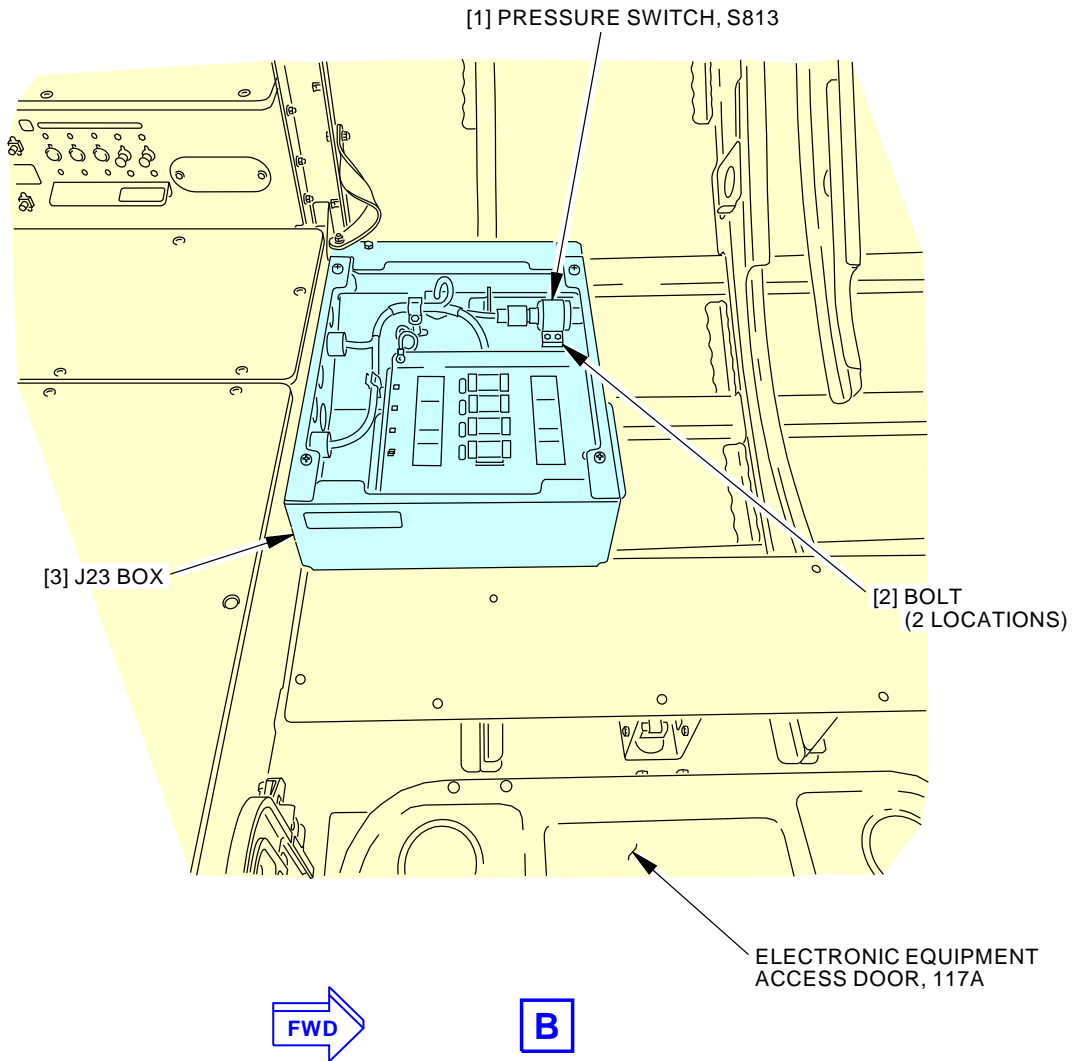 [1] PRESSURE SWITCH, S813
[3] J23 BOX
[2] BOLT
(2 LOCATIONS)
ELECTRONIC EQUIPMENT
ACCESS DOOR, 117A
FWD
B